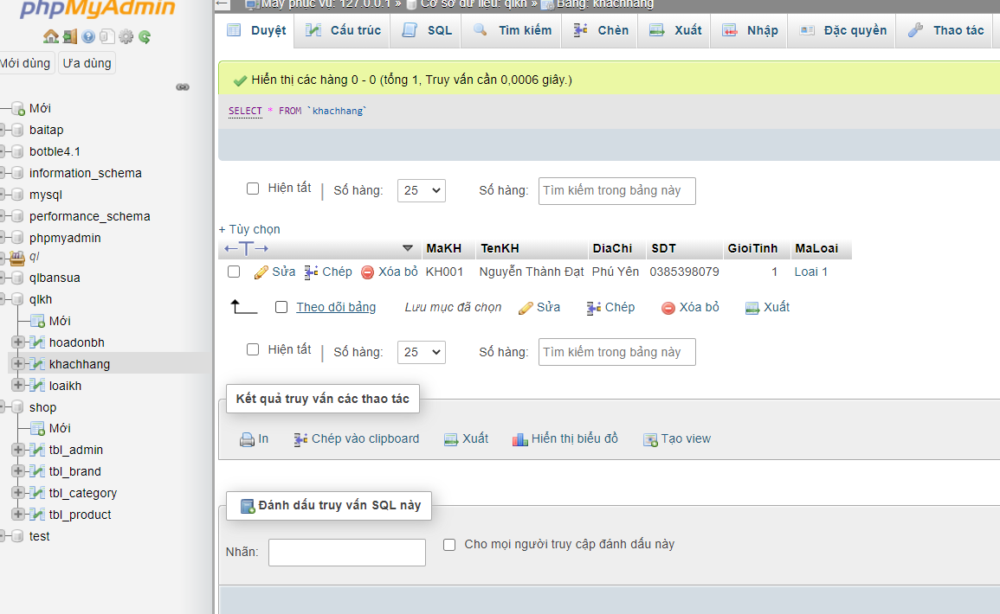 phpMyAdmin
Mới dùng Ưa dùng
Mới
baitap
botble4.1
information_schema
mysql
performance_schema
phpmyadmin
ql
qlbansua
qlkh
Mới
hoadonbh
khachhang
loaikh
shop
Mới
tbl_admin
tbl_brand
tbl_category
tbl_product
test
Máy phục vụ: 127.0.0.1 » Cơ sở dữ liệu: qlkh » Bảng: khachhang
Duyệt Cấu trúc SQL Tìm kiếm Chèn Xuất Nhập Đặc quyền Thao tác
Hiển thị các hàng 0 - 0 (tổng 1, Truy vấn cần 0,0006 giây.)
SELECT * FROM `khachhang`
Hiện tất | Số hàng: 25 Số hàng: Tìm kiếm trong bảng này
+ Tùy chọn
←T→ MaKH TenKH DiaChi SDT GioiTinh MaLoai
Sửa Chép Xóa bỏ KH001 Nguyễn Thành Đạt Phú Yên 0385398079 1 Loai 1
Theo dõi bảng Lưu mục đã chọn Sửa Chép Xóa bỏ Xuất
Hiện tất | Số hàng: 25 Số hàng: Tìm kiếm trong bảng này
Kết quả truy vấn các thao tác
In Chép vào clipboard Xuất Hiển thị biểu đồ Tạo view
Đánh dấu truy vấn SQL này
Nhãn: Cho mọi người truy cập đánh dấu này